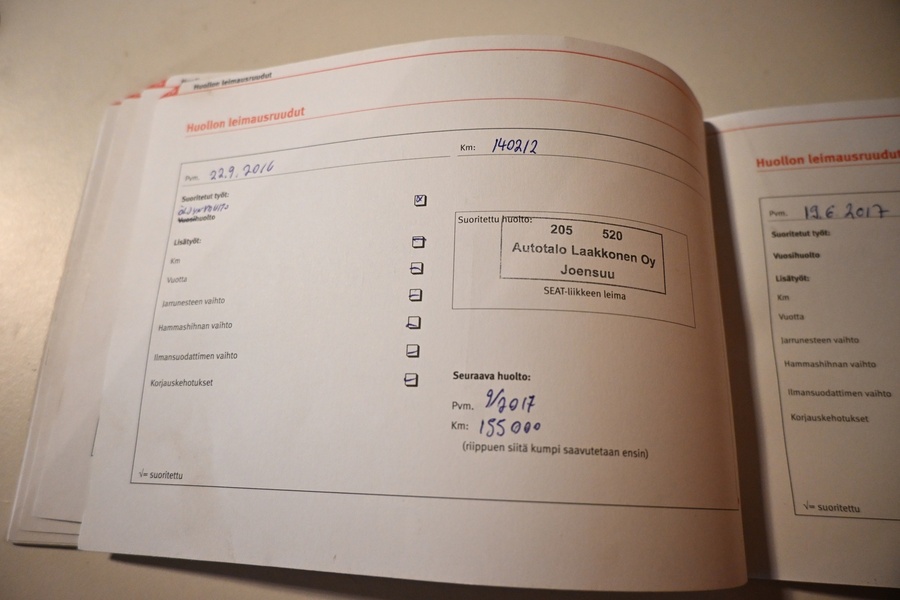 Huollon leimausruudut
Huollon leimausruudut
Pvm. 22.9.2016
Km: 140212
Suoritetut työt:
Vuosihuolto
Lisätyöt:
Km
Vuotta
Jarrunesteen vaihto
Hammashihnan vaihto
Ilmansuodattimen vaihto
Korjauskehotukset
√= suoritettu
Suoritettu huolto:
205 520
Autotalo Laakkonen Oy
Joensuu
SEAT-liikkeen leima
Seuraava huolto:
Pvm. 9/2017
Km: 155000
(riippuen siitä kumpi saavutetaan ensin)
Huollon leimausruudut
Pvm. 19.6.2017
Suoritetut työt:
Vuosihuolto
Lisätyöt:
Km
Vuotta
Jarrunesteen vaihto
Hammashihnan vaihto
Ilmansuodattimen vaihto
Korjauskehotukset
√= suoritettu